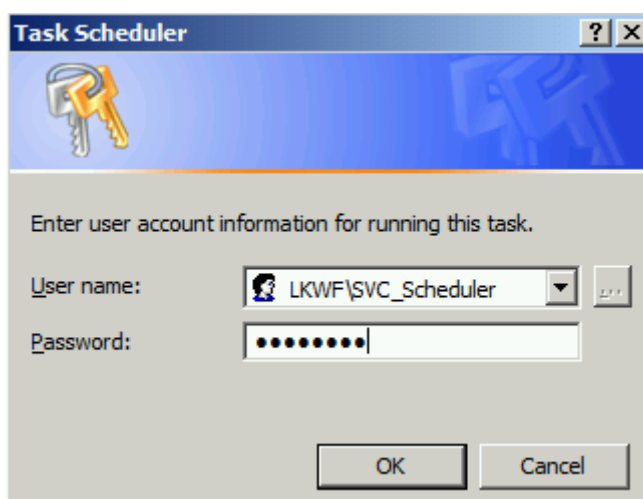 Task Scheduler
Enter user account information for running this task.
User name: LKWF\SVC_Scheduler ...
Password: ●●●●●●●●
OK Cancel